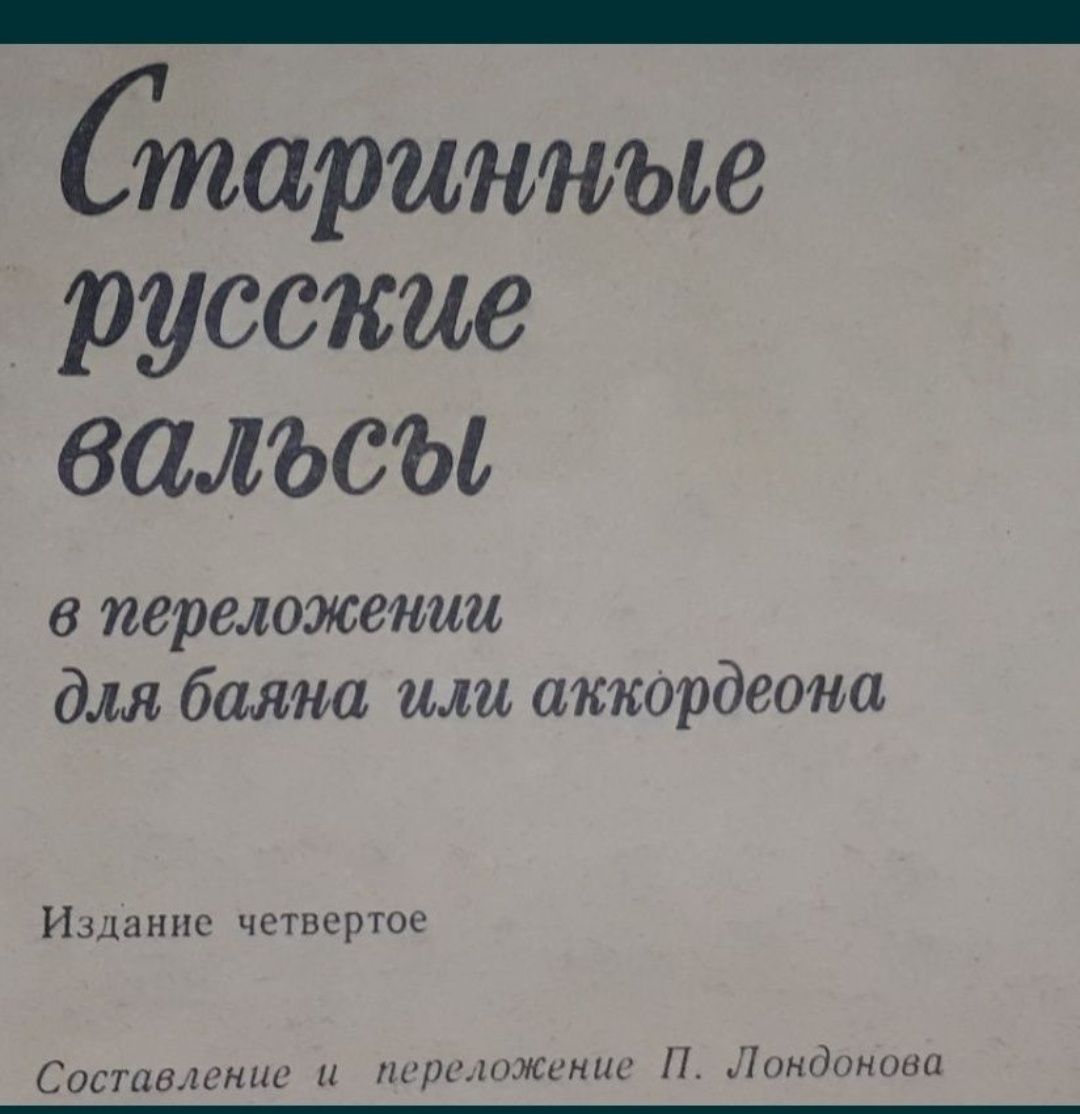 Старинные
русские
вальсы
в переложении
для баяна или аккордеона
Издание четвертое
Составление и переложение П. Лондонова